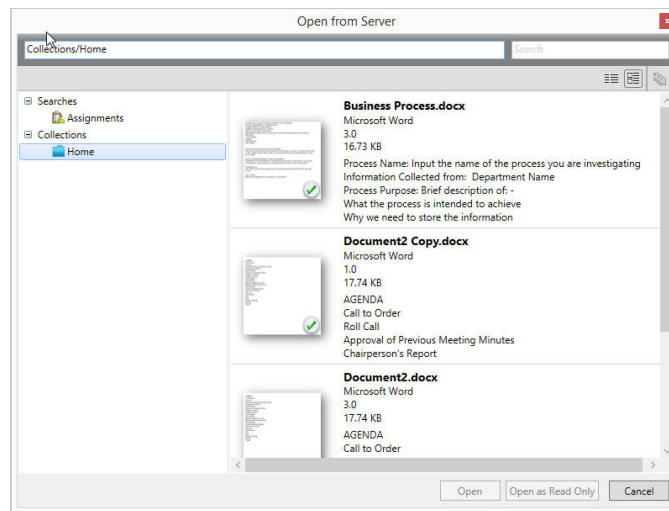 Open from Server
x
Collections/Home
Search
Searches
Assignments
Collections
Home
Business Process.docx
Microsoft Word
3.0
16.73 KB
Process Name: Input the name of the process you are investigating
Information Collected from: Department Name
Process Purpose: Brief description of: -
What the process is intended to achieve
Why we need to store the information
Document2 Copy.docx
Microsoft Word
1.0
17.74 KB
AGENDA
Call to Order
Roll Call
Approval of Previous Meeting Minutes
Chairperson's Report
Document2.docx
Microsoft Word
3.0
17.74 KB
AGENDA
Call to Order
Open
Open as Read Only
Cancel